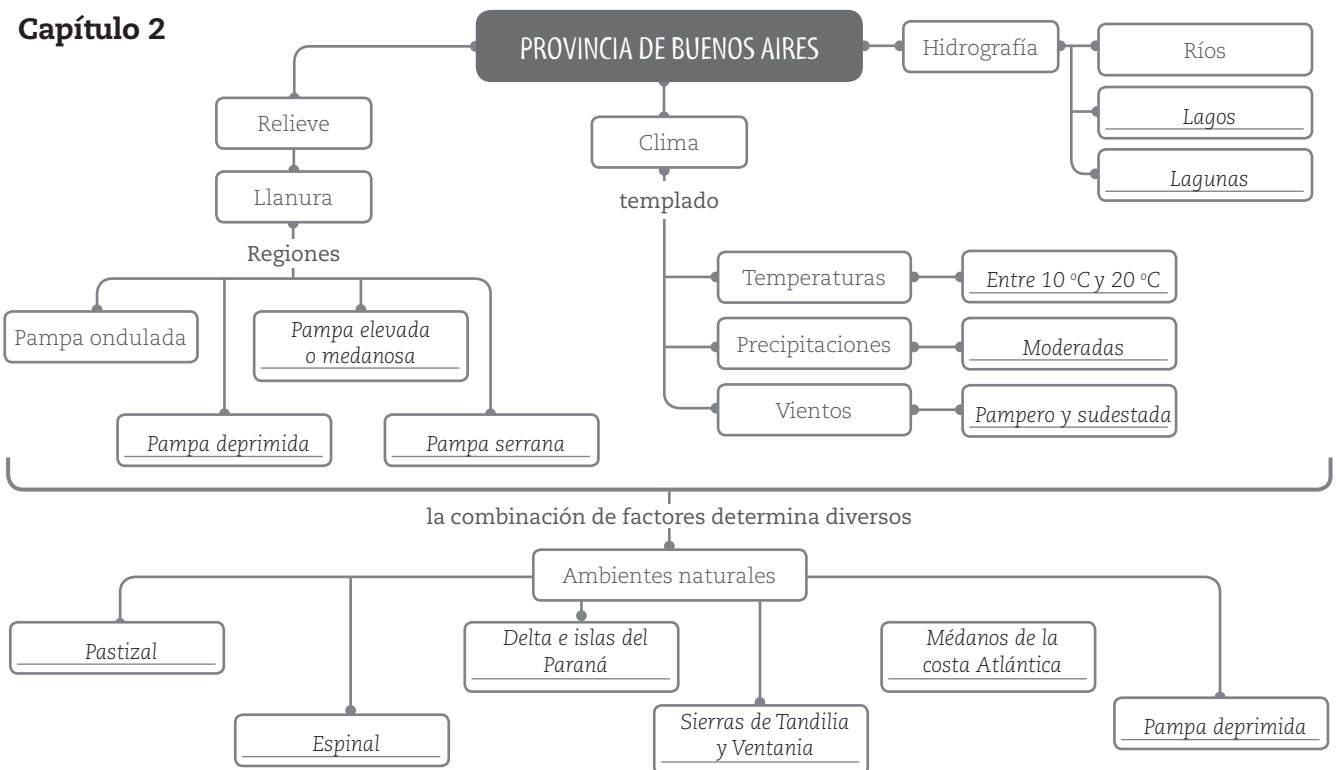 Capítulo 2
PROVINCIA DE BUENOS AIRES
Hidrografía
Ríos
Lagos
Lagunas
Relieve
Llanura
Regiones
Pampa ondulada
Pampa elevada
o medanosa
Pampa deprimida
Pampa serrana
Clima
templado
Temperaturas
Entre 10 ºC y 20 ºC
Precipitaciones
Moderadas
Vientos
Pampero y sudestada
la combinación de factores determina diversos
Ambientes naturales
Pastizal
Espinal
Delta e islas del
Paraná
Sierras de Tandilia
y Ventania
Médanos de la
costa Atlántica
Pampa deprimida